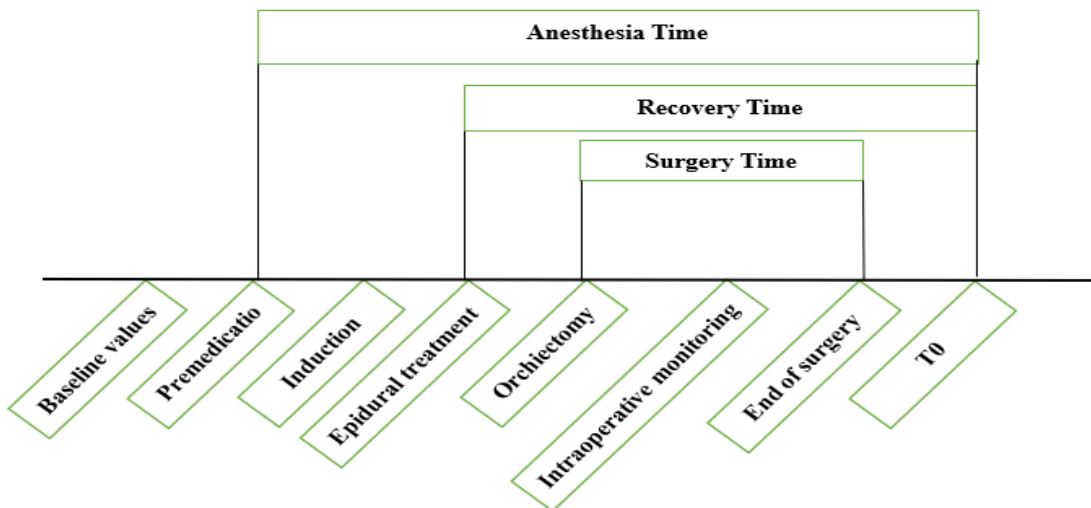 Anesthesia Time
Recovery Time
Surgery Time
Baseline values
Premedicatio
Induction
Epidural treatment
Orchiectomy
Intraoperative monitoring
End of surgery
T0